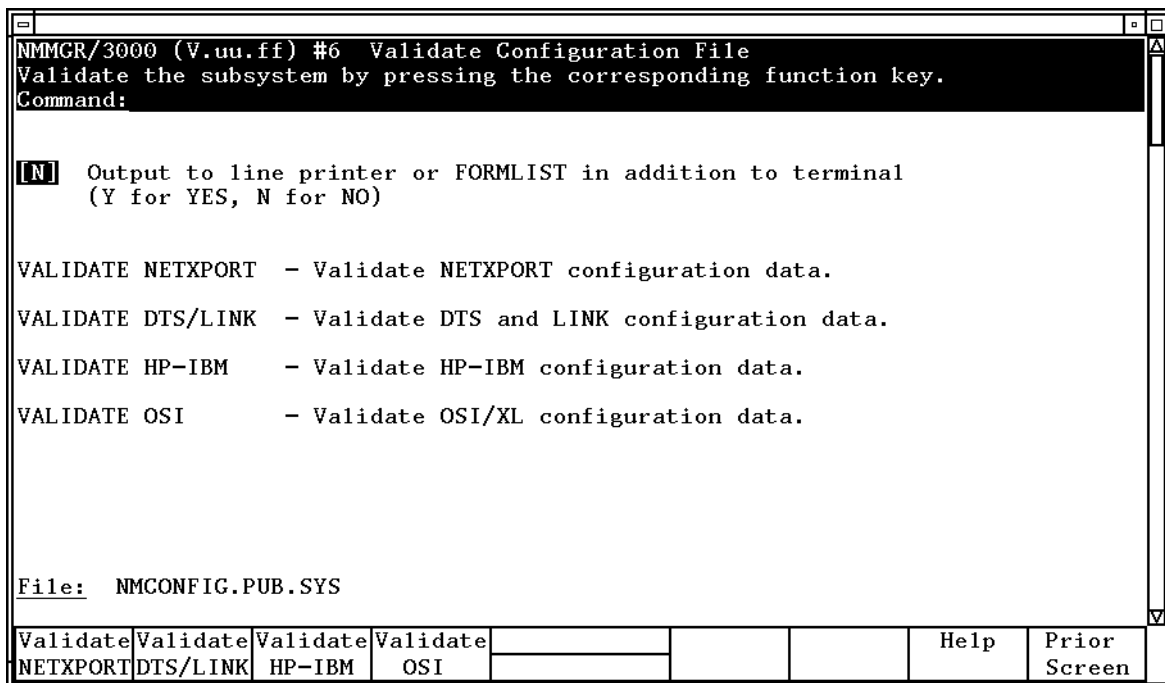 NMMGR/3000 (V.uu.ff) #6  Validate Configuration File
Validate the subsystem by pressing the corresponding function key.
Command:
[N]  Output to line printer or FORMLIST in addition to terminal
(Y for YES, N for NO)
VALIDATE NETXPORT  – Validate NETXPORT configuration data.
VALIDATE DTS/LINK  – Validate DTS and LINK configuration data.
VALIDATE HP–IBM  – Validate HP–IBM configuration data.
VALIDATE OSI  – Validate OSI/XL configuration data.
File:  NMCONFIG.PUB.SYS
Validate Validate Validate Validate Help Prior
NETXPORT DTS/LINK HP–IBM OSI Screen